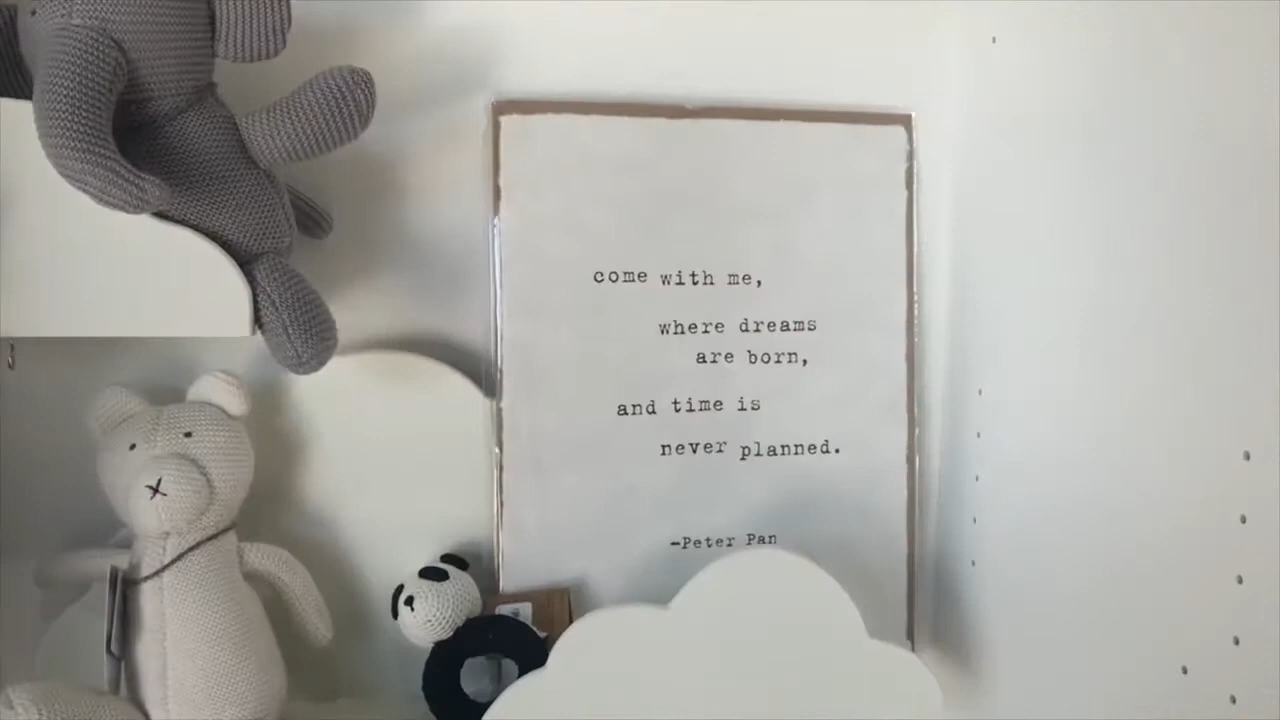 come with me,
where dreams
are born,
and time is
never planned.
-Peter Pan